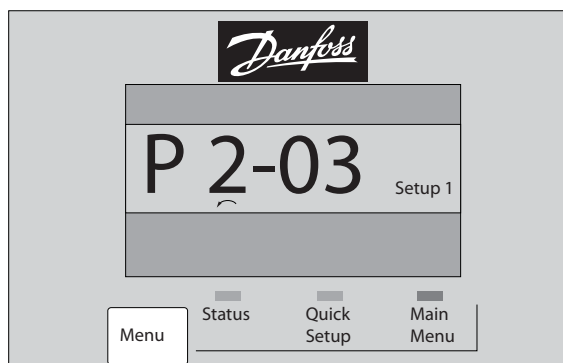 Danfoss
P 2-03 Setup 1
Menu
Status
Quick
Setup
Main
Menu